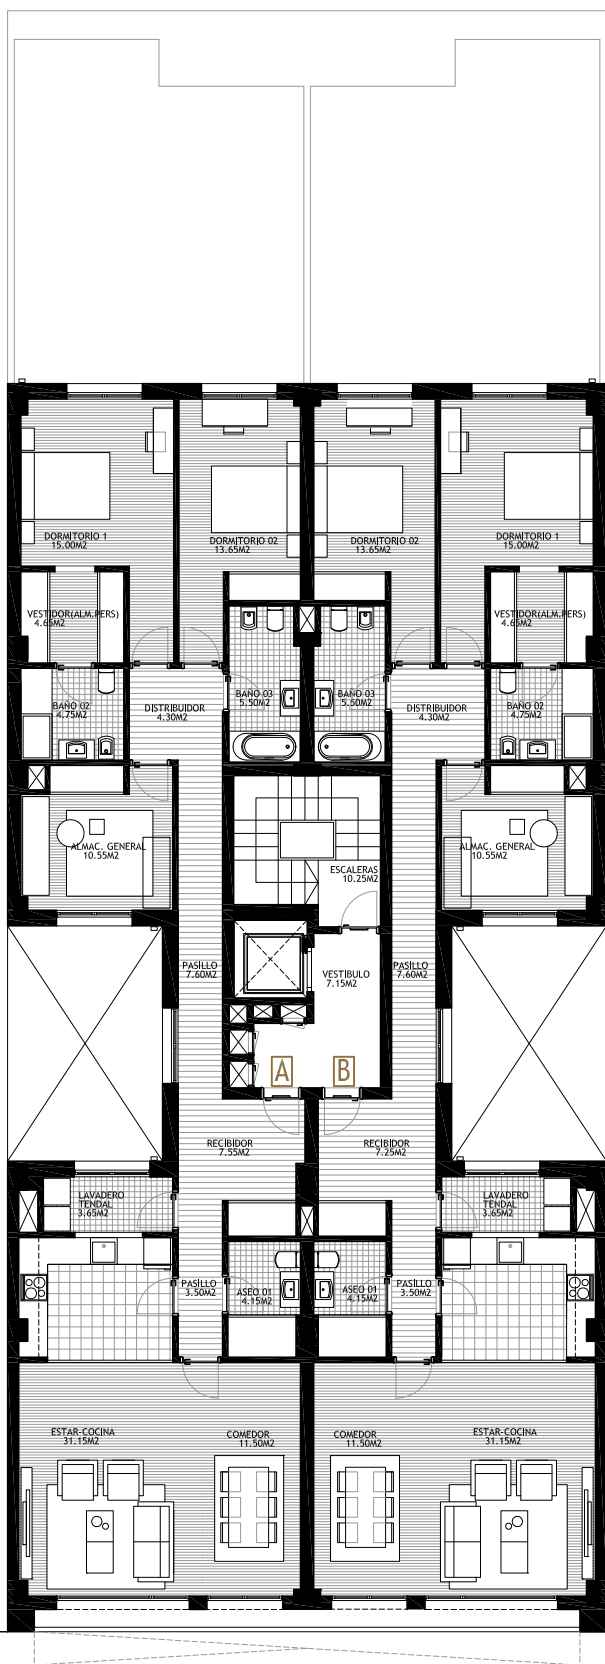 DORMITORIO 1
15.00M2
DORMITORIO 02
13.65M2
DORMITORIO 02
13.65M2
DORMITORIO 1
15.00M2
VESTIDOR(ALM.PERS)
4.65M2
VESTIDOR(ALM.PERS)
4.65M2
BAÑO 02
4.75M2
DISTRIBUIDOR
4.30M2
BAÑO 03
5.50M2
BAÑO 03
5.60M2
DISTRIBUIDOR
4.30M2
BAÑO 02
4.75M2
ALMAC. GENERAL
10.55M2
ESCALERAS
10.25M2
ALMAC. GENERAL
10.55M2
PASILLO
7.60M2
VESTIBULO
7.15M2
PASILLO
7.60M2
A
B
RECIBIDOR
7.55M2
RECIBIDOR
7.25M2
LAVADERO
TENDAL
3.65M2
LAVADERO
TENDAL
3.65M2
PASILLO
3.50M2
ASEO 01
4.15M2
ASEO 01
4.15M2
PASILLO
3.50M2
ESTAR-COCINA
31.15M2
COMEDOR
11.50M2
COMEDOR
11.50M2
ESTAR-COCINA
31.15M2